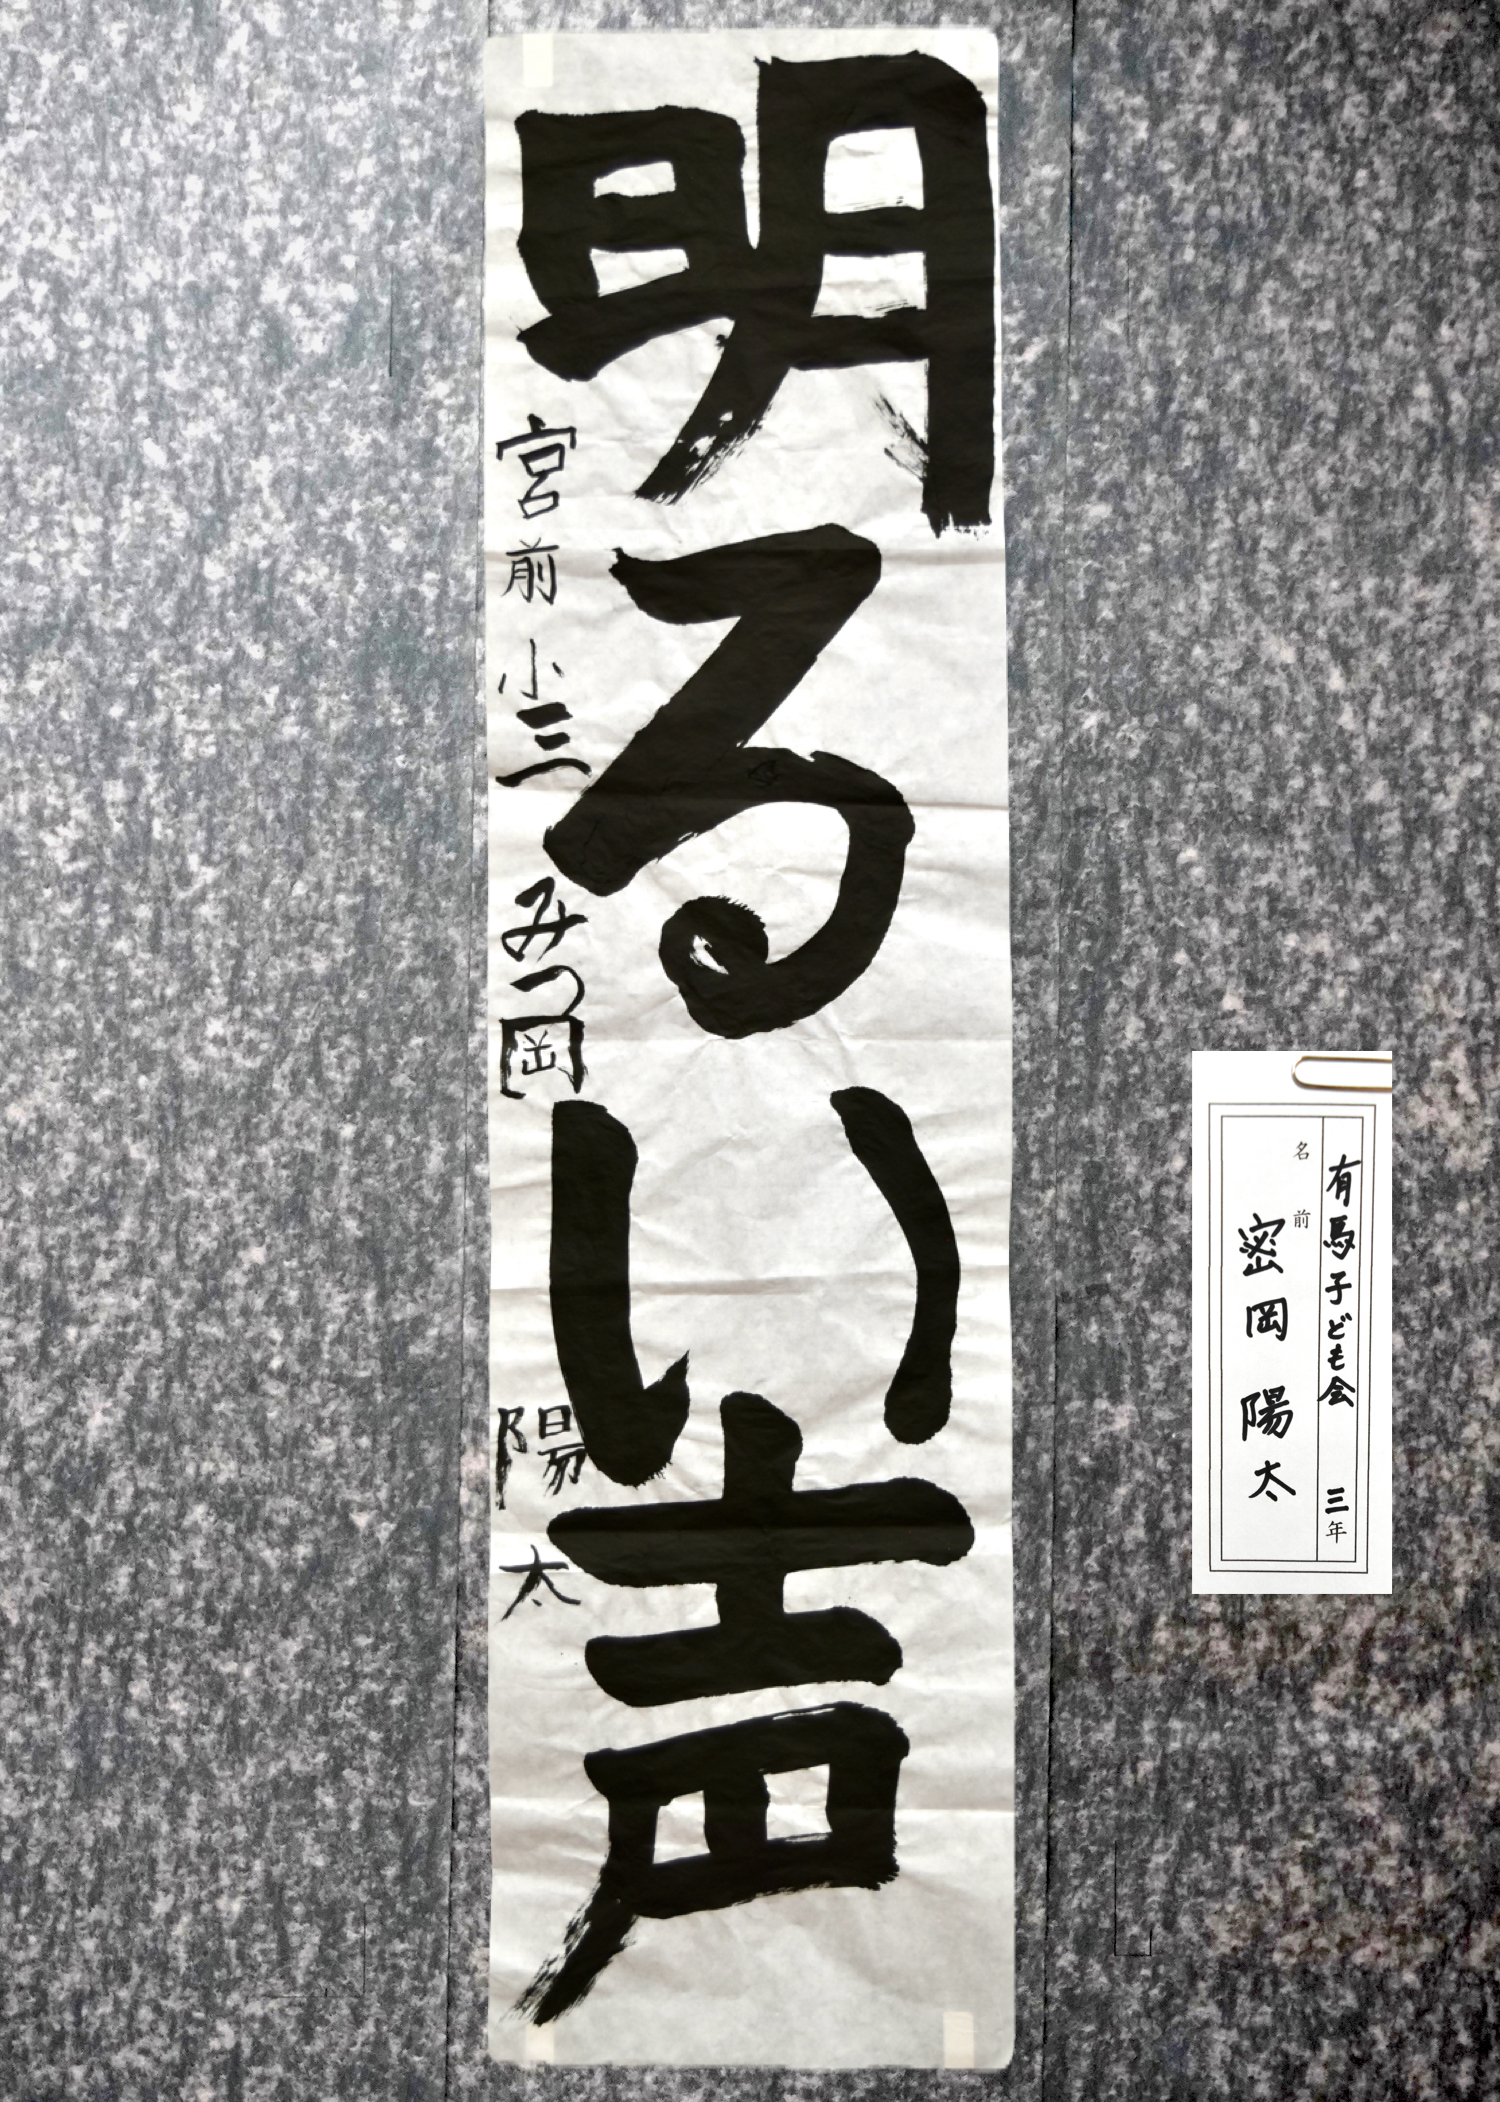 明るい声
宮前小三 みつ岡 陽太
有馬子ども会 三年
名前
密岡 陽太